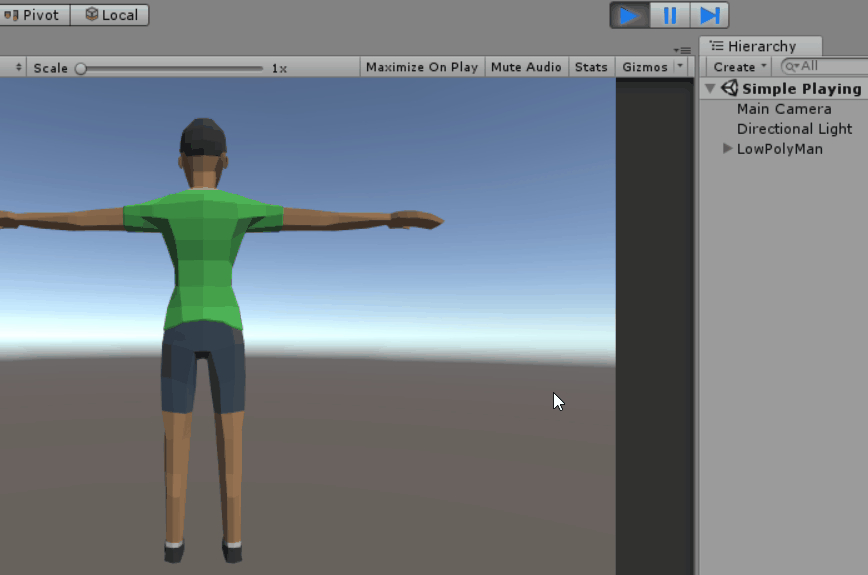 Pivot Local
Scale 1x Maximize On Play Mute Audio Stats Gizmos
Hierarchy
Create All
Simple Playing
Main Camera
Directional Light
LowPolyMan